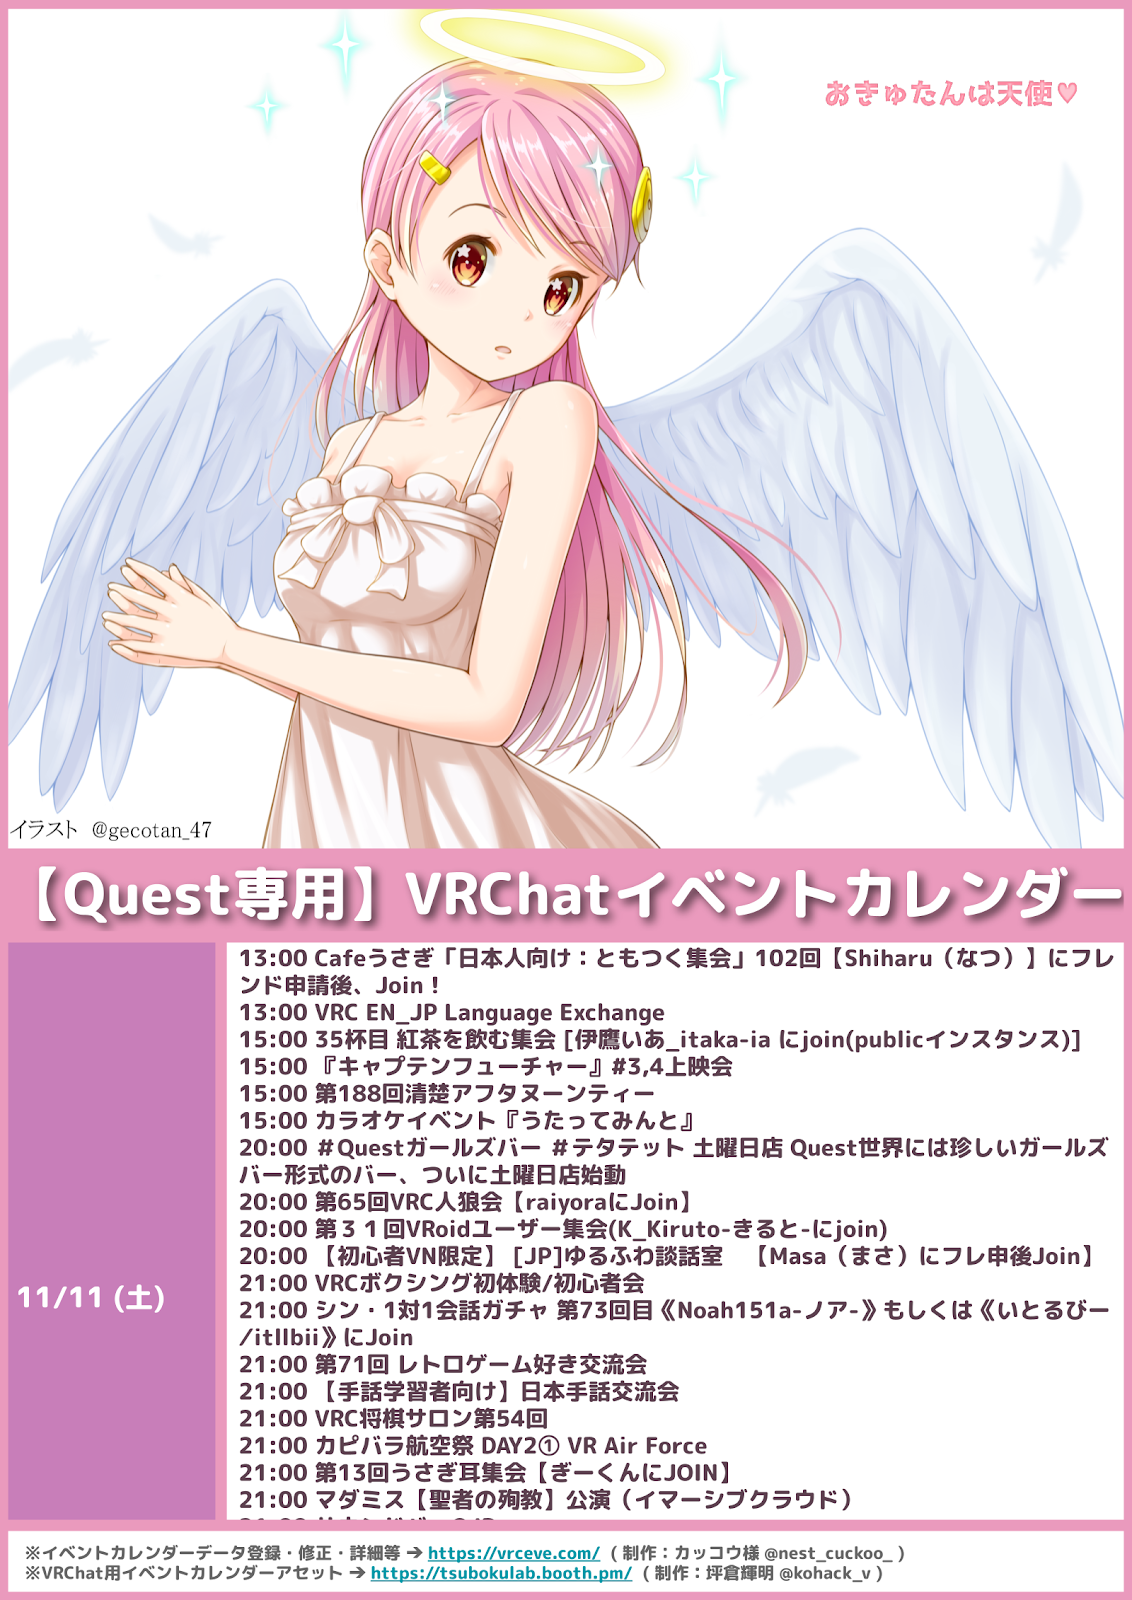 おきゅたんは天使♥
イラスト @gecotan_47
【Quest専用】VRChatイベントカレンダー
11/11 (土)
13:00 Cafeうさぎ「日本人向け：ともつく集会」102回【Shiharu（なつ）】にフレ
ンド申請後、Join！
13:00 VRC EN_JP Language Exchange
15:00 35杯目 紅茶を飲む集会 [伊鷹いあ_itaka-ia にjoin(publicインスタンス)]
15:00 『キャプテンフューチャー』#3,4上映会
15:00 第188回清楚アフタヌーンティー
15:00 カラオケイベント『うたってみんと』
20:00 ＃Questガールズバー ＃テタテット 土曜日店 Quest世界には珍しいガールズ
バー形式のバー、ついに土曜日店始動
20:00 第65回VRC人狼会【raiyoraにJoin】
20:00 第３１回VRoidユーザー集会(K_Kiruto-きると-にjoin)
20:00 【初心者VN限定】 [JP]ゆるふわ談話室　【Masa（まさ）にフレ申後Join】
21:00 VRCボクシング初体験/初心者会
21:00 シン・1対1会話ガチャ 第73回目《Noah151a-ノア-》もしくは《いとるびー
/itllbii》にJoin
21:00 第71回 レトロゲーム好き交流会
21:00 【手話学習者向け】日本手話交流会
21:00 VRC将棋サロン第54回
21:00 カピバラ航空祭 DAY2① VR Air Force
21:00 第13回うさぎ耳集会【ぎーくんにJOIN】
21:00 マダミス【聖者の殉教】公演（イマーシブクラウド）
※イベントカレンダーデータ登録・修正・詳細等 ➔ https://vrceve.com/ ( 制作：カッコウ様 @nest_cuckoo_ )
※VRChat用イベントカレンダーアセット ➔ https://tsubokulab.booth.pm/ ( 制作：坪倉輝明 @kohack_v )